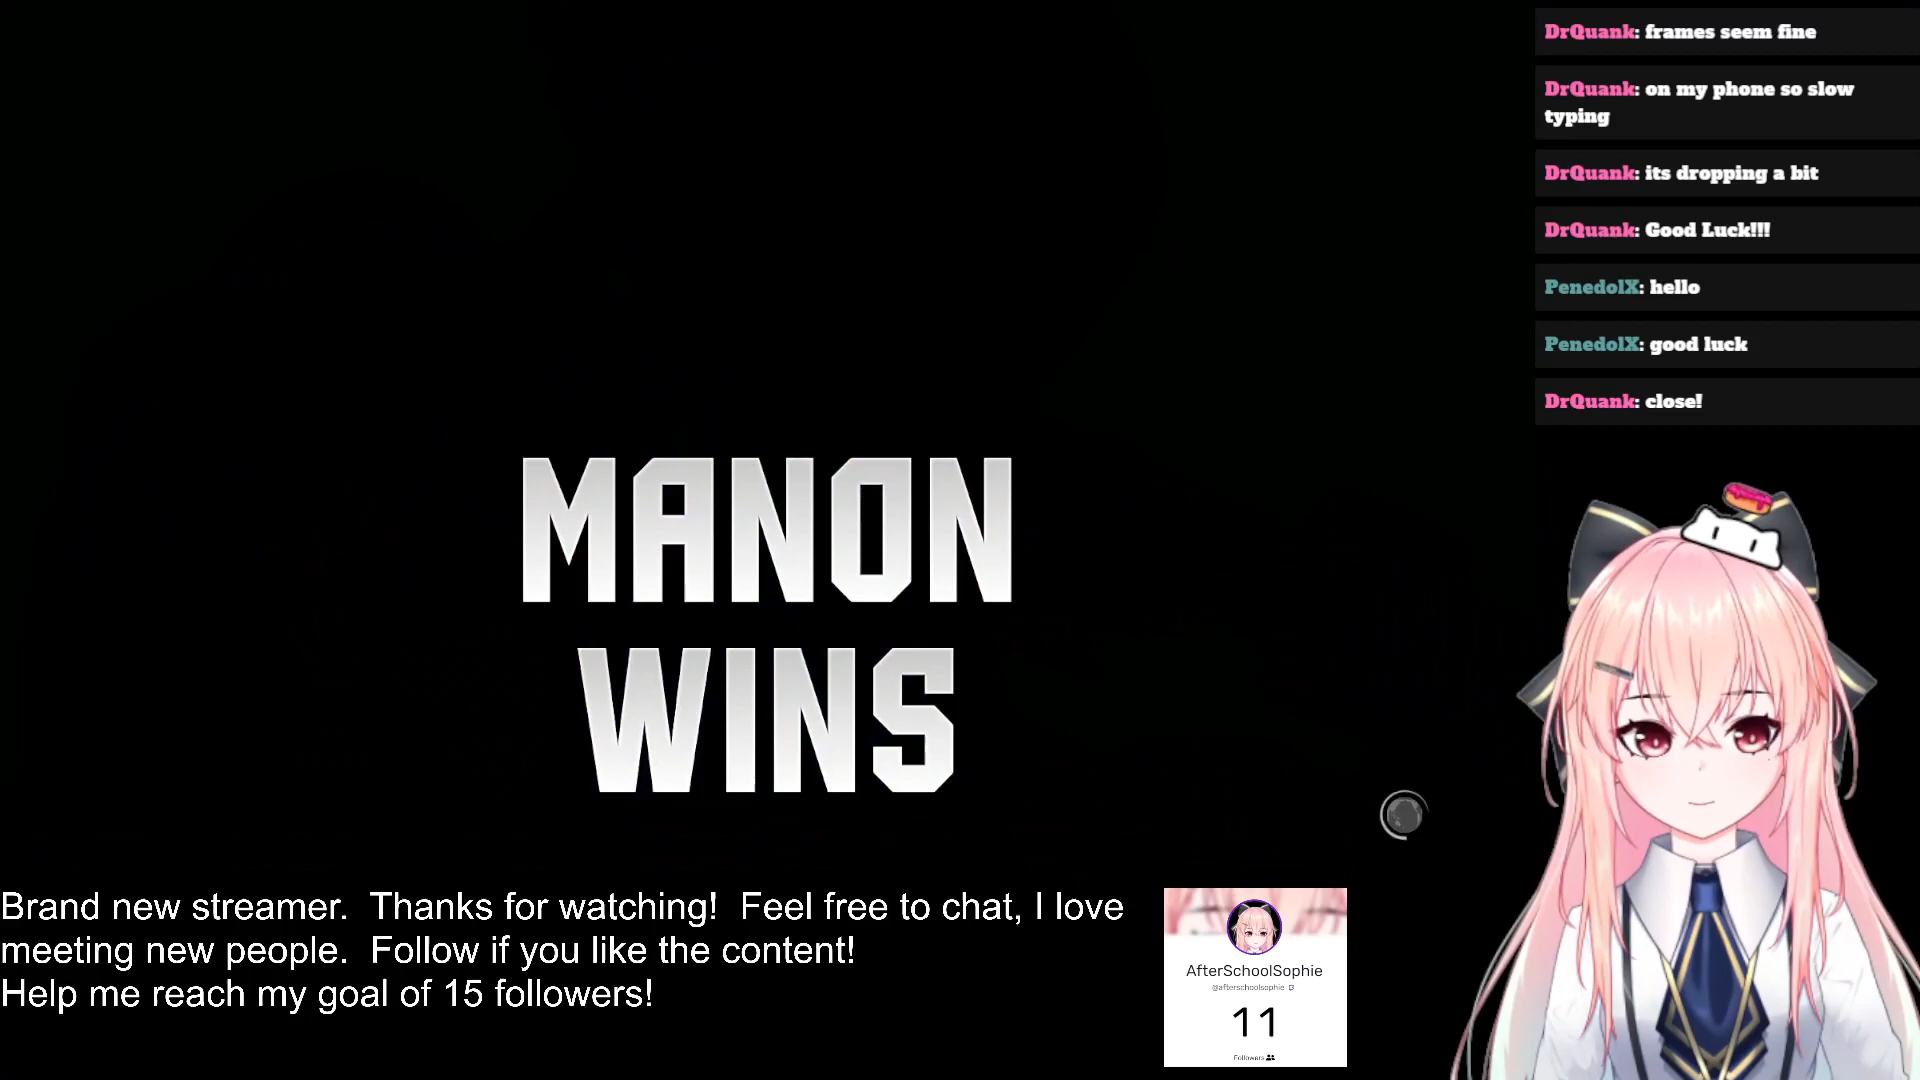 DrQuank: frames seem fine
DrQuank: on my phone so slow
typing
DrQuank: its dropping a bit
DrQuank: Good Luck!!!
PenedolX: hello
PenedolX: good luck
DrQuank: close!
MANON
WINS
Brand new streamer.  Thanks for watching!  Feel free to chat, I love
meeting new people.  Follow if you like the content!
Help me reach my goal of 15 followers!
AfterSchoolSophie
@afterschoolsophie
11
Followers